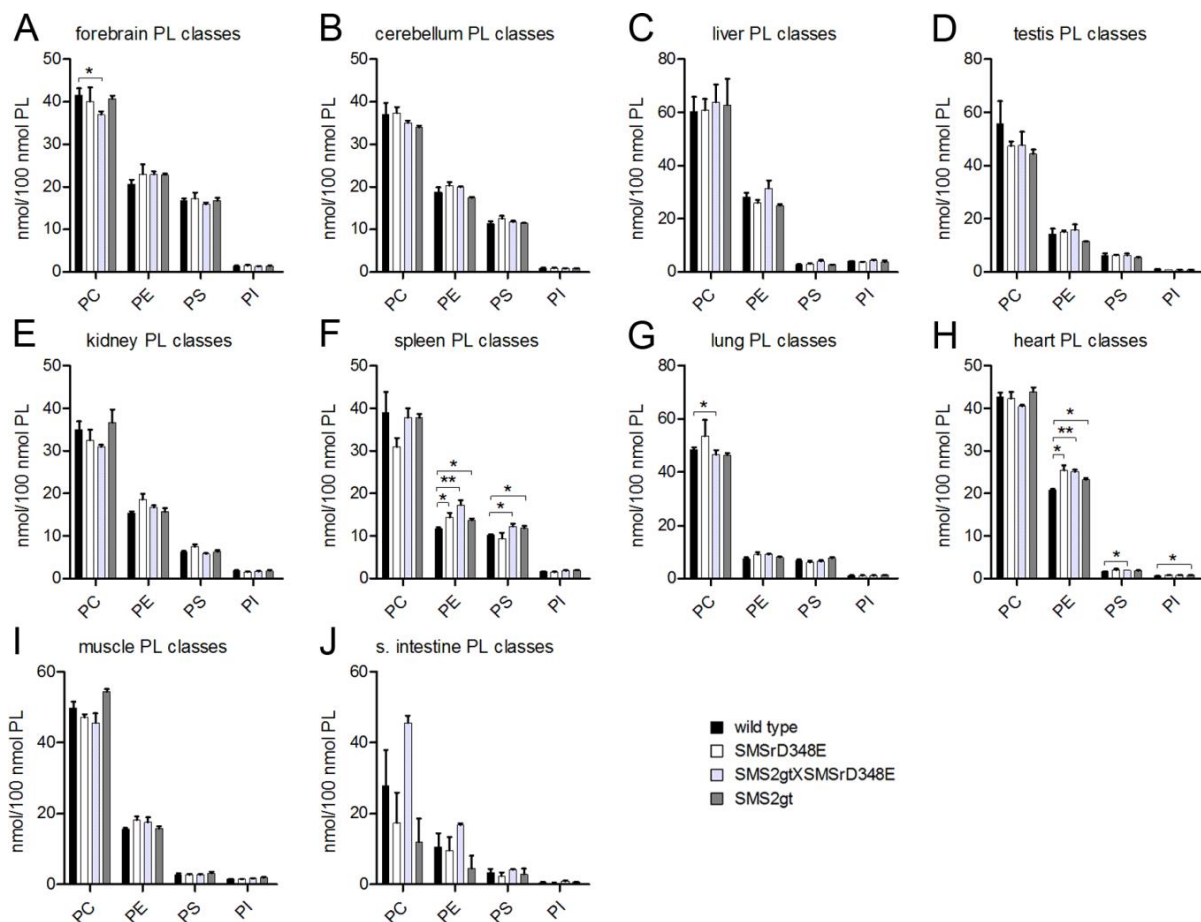 A forebrain PL classes
nmol/100 nmol PL
50
40
30
20
10
0
*
PC PE PS PI
B cerebellum PL classes
nmol/100 nmol PL
50
40
30
20
10
0
PC PE PS PI
C liver PL classes
nmol/100 nmol PL
80
60
40
20
0
PC PE PS PI
D testis PL classes
nmol/100 nmol PL
80
60
40
20
0
PC PE PS PI
E kidney PL classes
nmol/100 nmol PL
50
40
30
20
10
0
PC PE PS PI
F spleen PL classes
nmol/100 nmol PL
50
40
30
20
10
0
*
**
*
*
*
PC PE PS PI
G lung PL classes
nmol/100 nmol PL
80
60
40
20
0
*
PC PE PS PI
H heart PL classes
nmol/100 nmol PL
50
40
30
20
10
0
*
**
*
*
*
PC PE PS PI
I muscle PL classes
nmol/100 nmol PL
60
40
20
0
PC PE PS PI
J s. intestine PL classes
nmol/100 nmol PL
60
40
20
0
PC PE PS PI
wild type
SMSrD348E
SMS2gtXSMSrD348E
SMS2gt